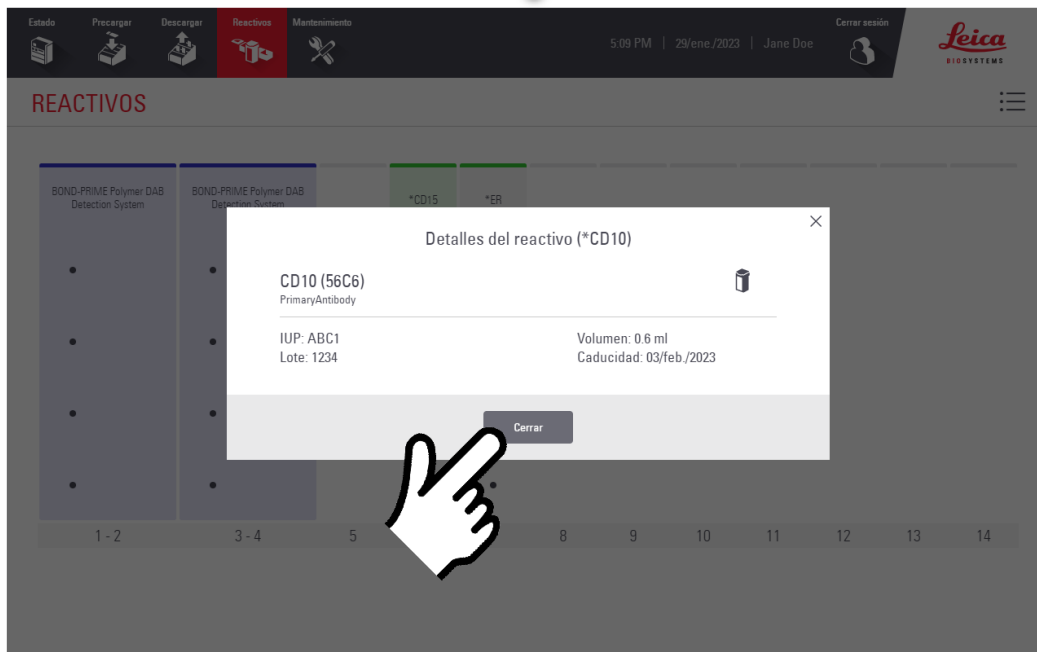 Estado
Precargar
Descargar
Reactivos
Mantenimiento
5:09 PM | 29/ene./2023 | Jane Doe
Cerrar sesión
Leica
BIOSYSTEMS
REACTIVOS
BOND-PRIME Polymer DAB
Detection System
BOND-PRIME Polymer DAB
Detection System
*CD15
*ER
Detalles del reactivo (*CD10)
CD10 (56C6)
PrimaryAntibody
IUP: ABC1
Lote: 1234
Volumen: 0.6 ml
Caducidad: 03/feb./2023
Cerrar
1 - 2
3 - 4
5
8
9
10
11
12
13
14